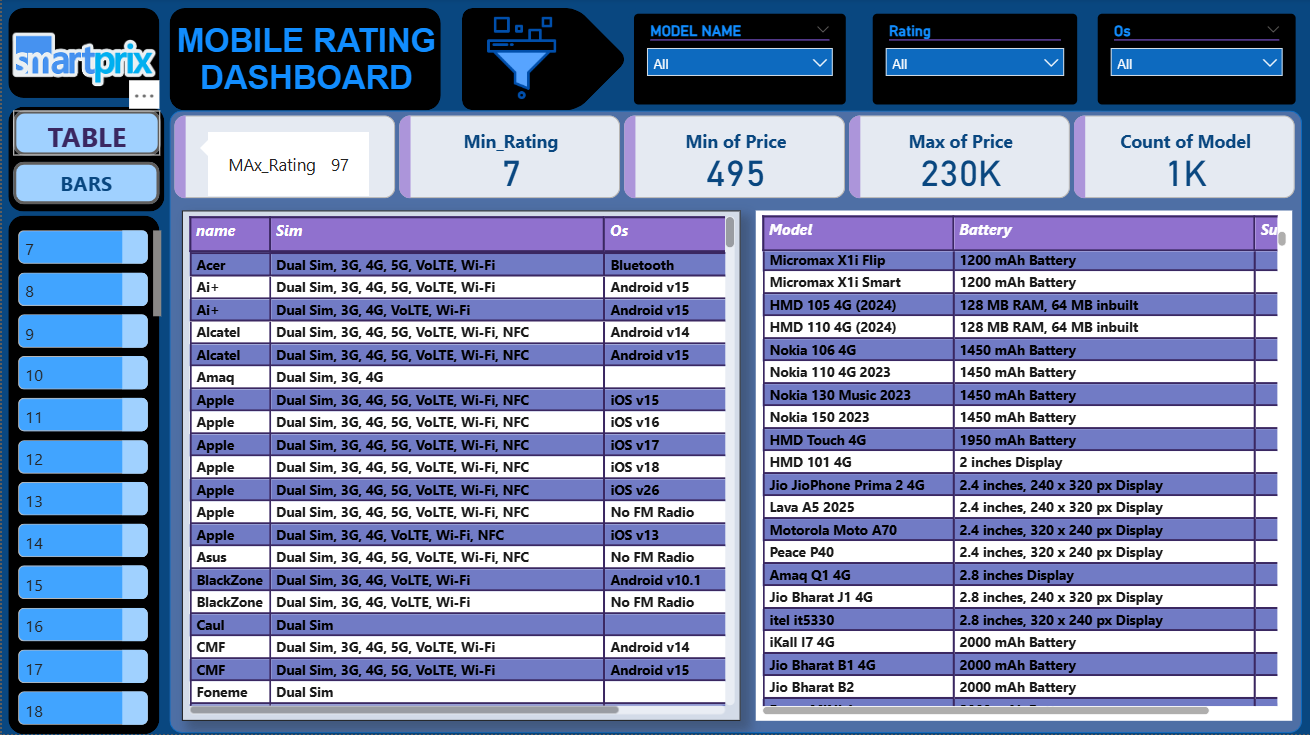 smartprix
MOBILE RATING
DASHBOARD
MODEL NAME
All
Rating
All
Os
All
TABLE
BARS
MAx_Rating 97
Min_Rating
7
Min of Price
495
Max of Price
230K
Count of Model
1K
7
8
9
10
11
12
13
14
15
16
17
18
name Sim Os
Acer Dual Sim, 3G, 4G, 5G, VoLTE, Wi-Fi Bluetooth
Ai+ Dual Sim, 3G, 4G, 5G, VoLTE, Wi-Fi Android v15
Ai+ Dual Sim, 3G, 4G, VoLTE, Wi-Fi Android v15
Alcatel Dual Sim, 3G, 4G, 5G, VoLTE, Wi-Fi, NFC Android v14
Alcatel Dual Sim, 3G, 4G, 5G, VoLTE, Wi-Fi, NFC Android v15
Amaq Dual Sim, 3G, 4G
Apple Dual Sim, 3G, 4G, 5G, VoLTE, Wi-Fi, NFC iOS v15
Apple Dual Sim, 3G, 4G, 5G, VoLTE, Wi-Fi, NFC iOS v16
Apple Dual Sim, 3G, 4G, 5G, VoLTE, Wi-Fi, NFC iOS v17
Apple Dual Sim, 3G, 4G, 5G, VoLTE, Wi-Fi, NFC iOS v18
Apple Dual Sim, 3G, 4G, 5G, VoLTE, Wi-Fi, NFC iOS v26
Apple Dual Sim, 3G, 4G, 5G, VoLTE, Wi-Fi, NFC No FM Radio
Apple Dual Sim, 3G, 4G, VoLTE, Wi-Fi, NFC iOS v13
Asus Dual Sim, 3G, 4G, 5G, VoLTE, Wi-Fi, NFC No FM Radio
BlackZone Dual Sim, 3G, 4G, VoLTE, Wi-Fi Android v10.1
BlackZone Dual Sim, 3G, 4G, VoLTE, Wi-Fi No FM Radio
Caul Dual Sim
CMF Dual Sim, 3G, 4G, 5G, VoLTE, Wi-Fi Android v14
CMF Dual Sim, 3G, 4G, 5G, VoLTE, Wi-Fi Android v15
Foneme Dual Sim
Model Battery Su
Micromax X1i Flip 1200 mAh Battery
Micromax X1i Smart 1200 mAh Battery
HMD 105 4G (2024) 128 MB RAM, 64 MB inbuilt
HMD 110 4G (2024) 128 MB RAM, 64 MB inbuilt
Nokia 106 4G 1450 mAh Battery
Nokia 110 4G 2023 1450 mAh Battery
Nokia 130 Music 2023 1450 mAh Battery
Nokia 150 2023 1450 mAh Battery
HMD Touch 4G 1950 mAh Battery
HMD 101 4G 2 inches Display
Jio JioPhone Prima 2 4G 2.4 inches, 240 x 320 px Display
Lava A5 2025 2.4 inches, 240 x 320 px Display
Motorola Moto A70 2.4 inches, 320 x 240 px Display
Peace P40 2.4 inches, 320 x 240 px Display
Amaq Q1 4G 2.8 inches Display
Jio Bharat J1 4G 2.8 inches, 240 x 320 px Display
itel it5330 2.8 inches, 320 x 240 px Display
iKall I7 4G 2000 mAh Battery
Jio Bharat B1 4G 2000 mAh Battery
Jio Bharat B2 2000 mAh Battery